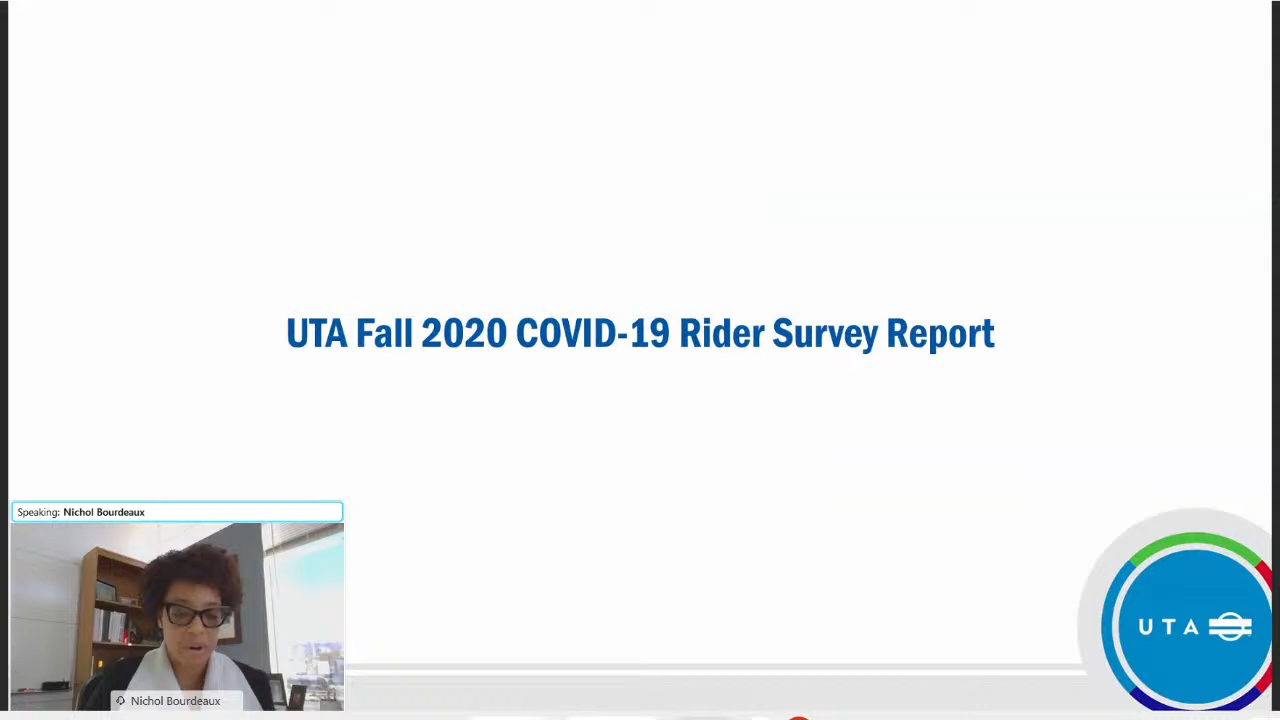 UTA Fall 2020 COVID-19 Rider Survey Report
Speaking: Nichol Bourdeaux
Nichol Bourdeaux
UTA